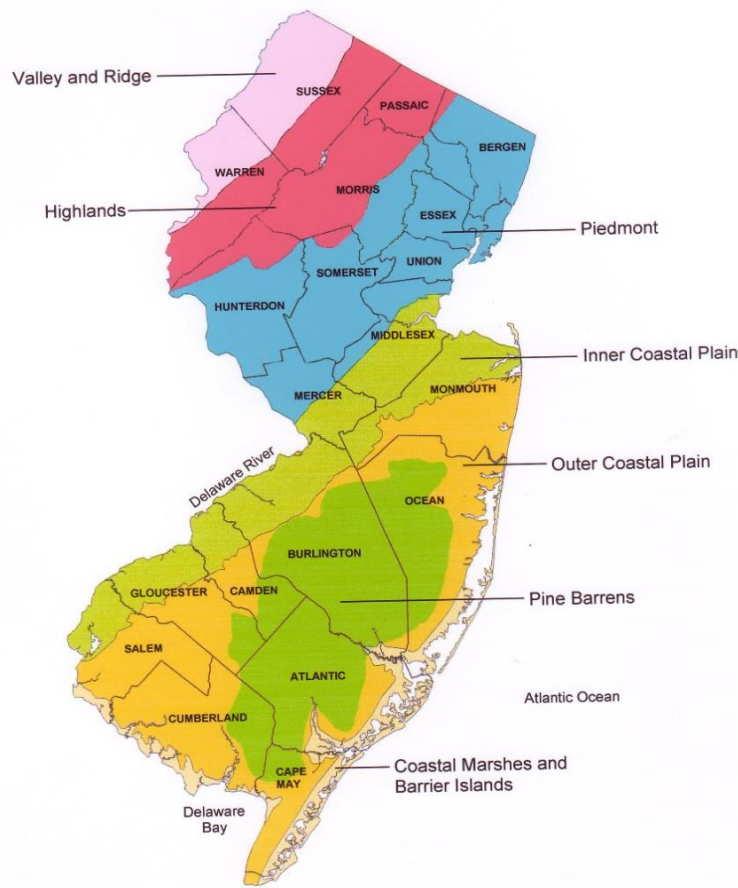 Valley and Ridge
SUSSEX
PASSAIC
BERGEN
WARREN
MORRIS
Highlands
ESSEX
Piedmont
SOMERSET
UNION
HUNTERDON
MIDDLESEX
Inner Coastal Plain
MERCER
MONMOUTH
Outer Coastal Plain
Delaware River
OCEAN
BURLINGTON
GLOUCESTER
CAMDEN
Pine Barrens
SALEM
ATLANTIC
Atlantic Ocean
CUMBERLAND
CAPE
MAY
Coastal Marshes and
Barrier Islands
Delaware
Bay